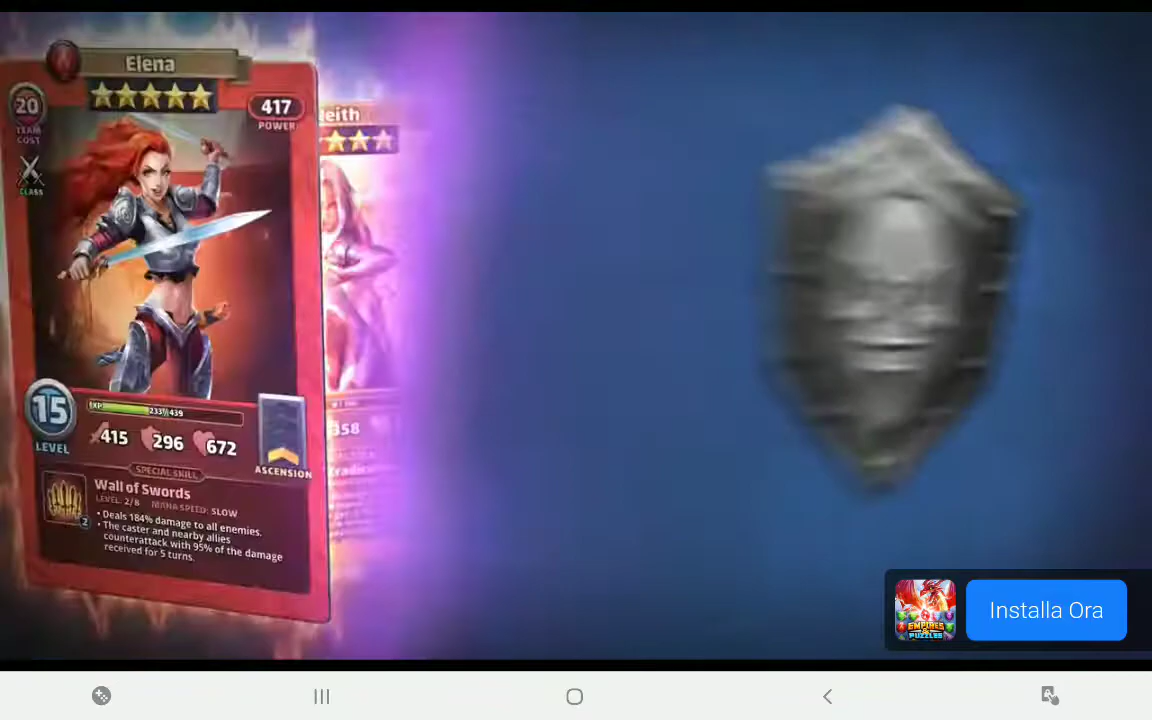 Elena
20
TEAM
COST
417
POWER
CLASS
15
LEVEL
XP
233/439
415
296
672
ASCENSION
SPECIAL SKILL
Wall of Swords
LEVEL: 2/8 MANA SPEED: SLOW
2
• Deals 184% damage to all enemies.
• The caster and nearby allies
counterattack with 95% of the damage
received for 5 turns.
eith
358
EMPIRES
&
PUZZLES
Installa Ora